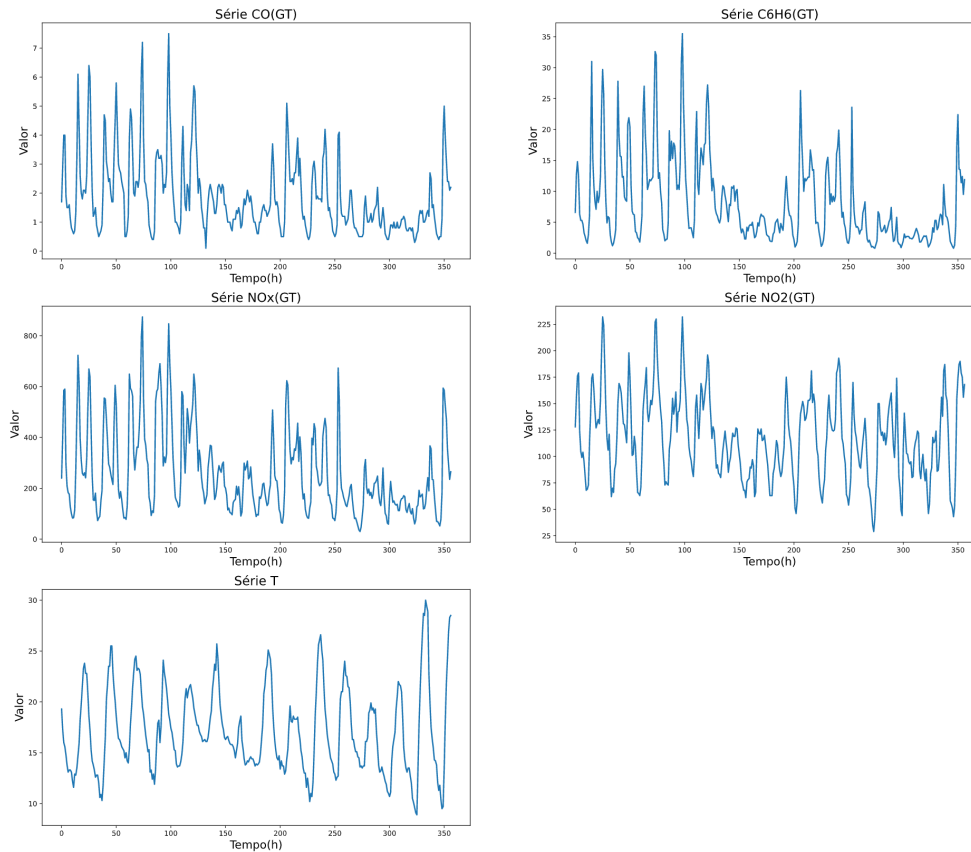 Série CO(GT)
Valor
7
6
5
4
3
2
1
0
0 50 100 150 200 250 300 350
Tempo(h)
Série C6H6(GT)
Valor
35
30
25
20
15
10
5
0
0 50 100 150 200 250 300 350
Tempo(h)
Série NOx(GT)
Valor
800
600
400
200
0
0 50 100 150 200 250 300 350
Tempo(h)
Série NO2(GT)
Valor
225
200
175
150
125
100
75
50
25
0 50 100 150 200 250 300 350
Tempo(h)
Série T
Valor
30
25
20
15
10
0 50 100 150 200 250 300 350
Tempo(h)